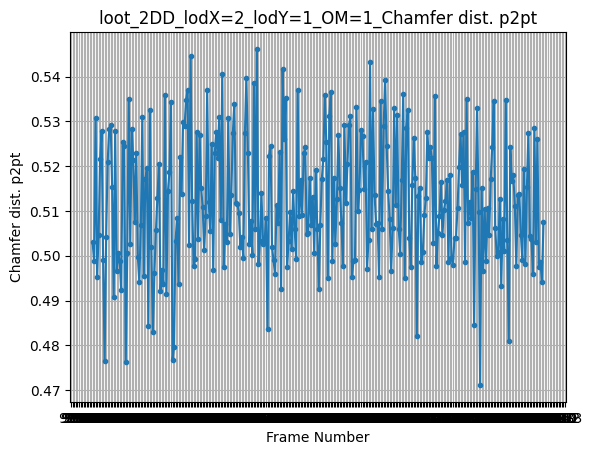 loot_2DD_lodX=2_lodY=1_OM=1_Chamfer dist. p2pt
Chamfer dist. p2pt
0.54
0.53
0.52
0.51
0.50
0.49
0.48
0.47
Frame Number